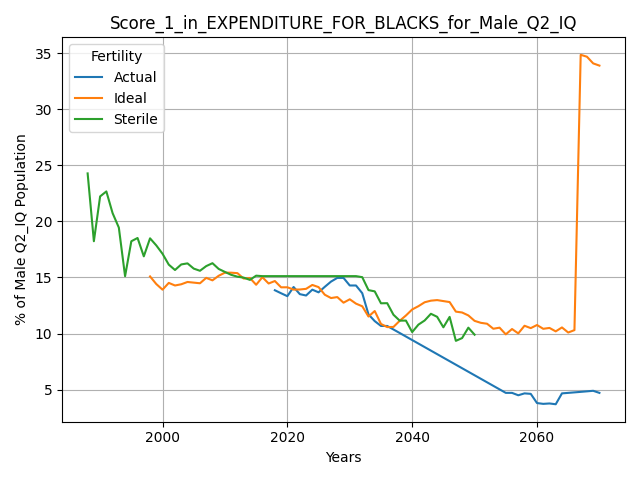 Score_1_in_EXPENDITURE_FOR_BLACKS_for_Male_Q2_IQ
Fertility
Actual
Ideal
Sterile
% of Male Q2_IQ Population
35
30
25
20
15
10
5
2000 2020 2040 2060
Years